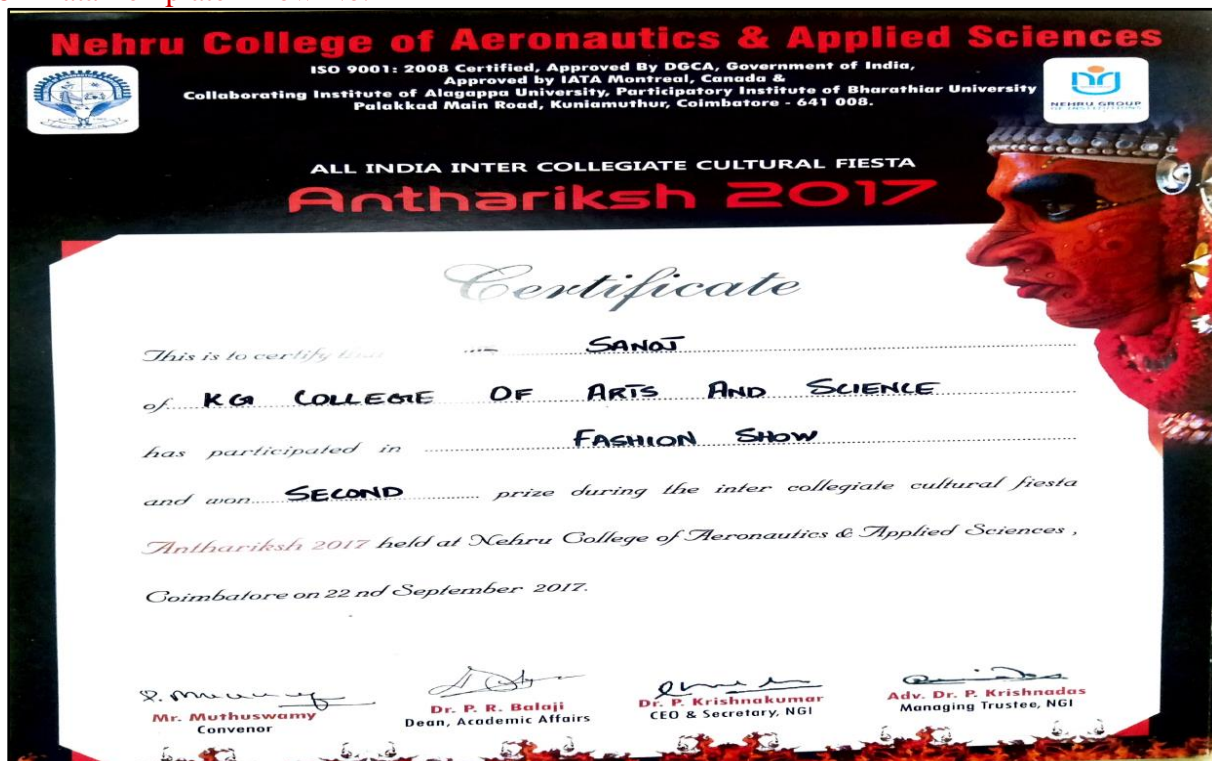 Nehru College of Aeronautics & Applied Sciences
ISO 9001: 2008 Certified, Approved By DGCA, Government of India,
Approved by IATA Montreal, Canada &
Collaborating Institute of Alagappa University, Participatory Institute of Bharathiar University
Palakkad Main Road, Kuniamuthur, Coimbatore - 641 008.
NEHRU GROUP
OF INSTITUTIONS
ALL INDIA INTER COLLEGIATE CULTURAL FIESTA
Anthariksh 2017
Certificate
This is to certify that SANOJ
of KG COLLEGE OF ARTS AND SCIENCE
has participated in FASHION SHOW
and won SECOND prize during the inter collegiate cultural fiesta
Anthariksh 2017 held at Nehru College of Aeronautics & Applied Sciences ,
Coimbatore on 22 nd September 2017.
Mr. Muthuswamy
Convenor
Dr. P. R. Balaji
Dean, Academic Affairs
Dr. P. Krishnakumar
CEO & Secretary, NGI
Adv. Dr. P. Krishnadas
Managing Trustee, NGI